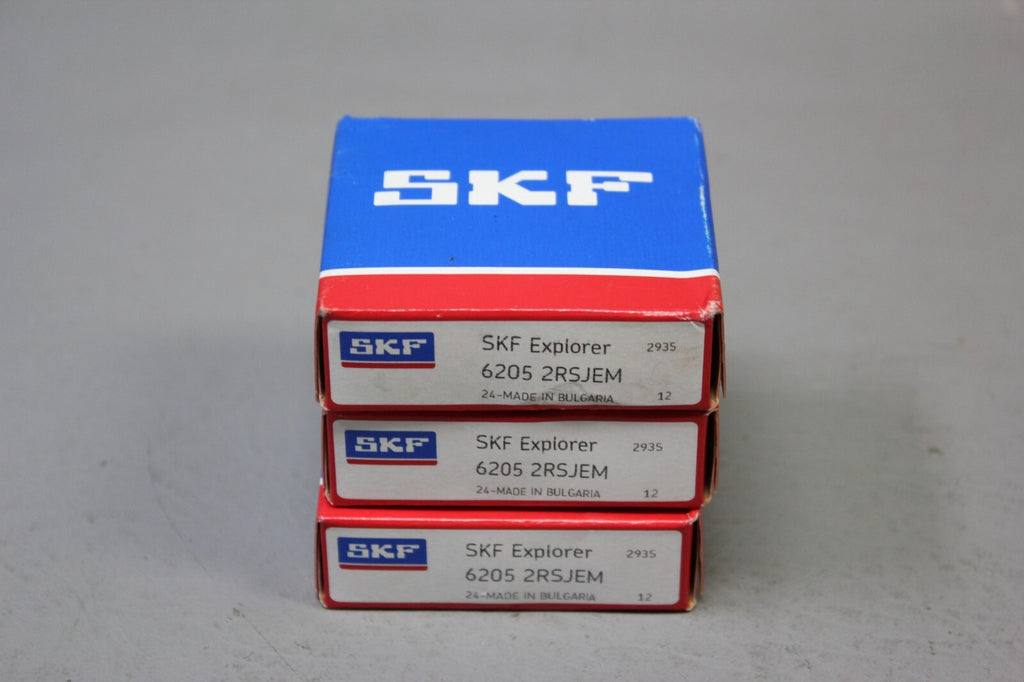 SKF
SKF
SKF Explorer 2935
6205 2RSJEM
24-MADE IN BULGARIA 12
SKF
SKF Explorer 2935
6205 2RSJEM
24-MADE IN BULGARIA 12
SKF
SKF Explorer 2935
6205 2RSJEM
24-MADE IN BULGARIA 12